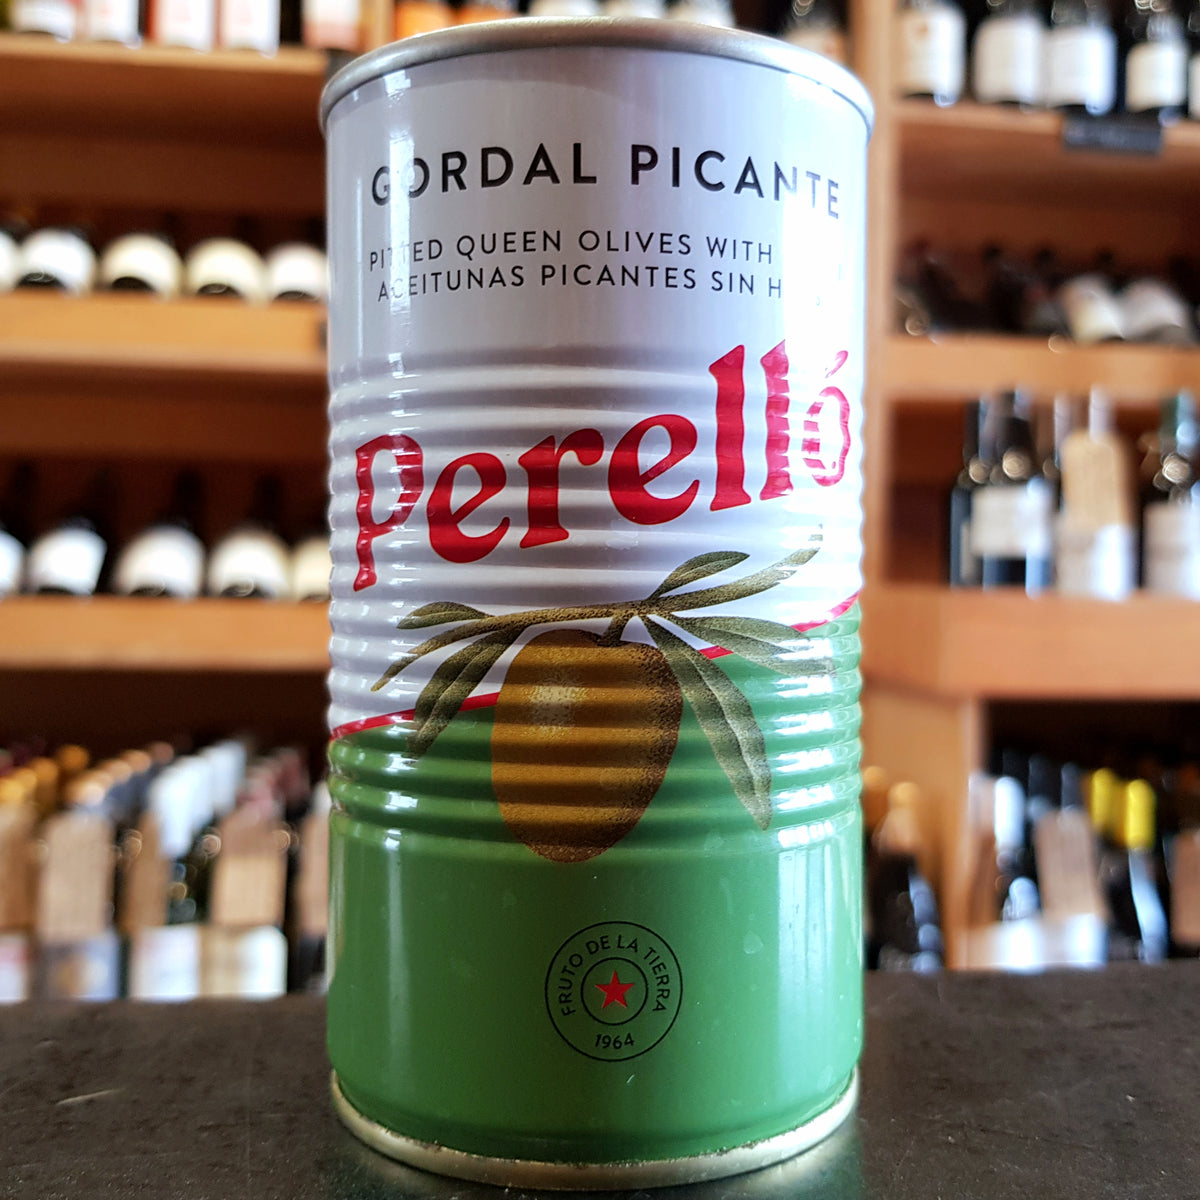 GORDAL PICANTE
PITTED QUEEN OLIVES WITH
ACEITUNAS PICANTES SIN
Perelló
FRUTO DE LA TIERRA
1964